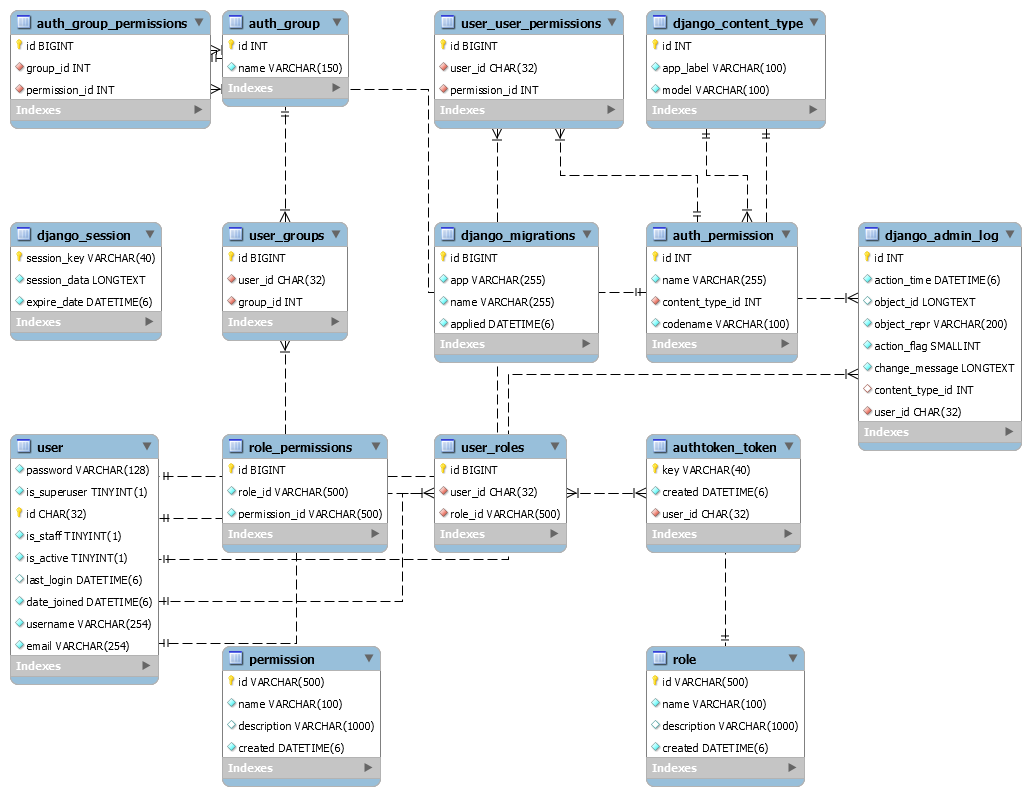 auth_group_permissions
id BIGINT
group_id INT
permission_id INT
Indexes
auth_group
id INT
name VARCHAR(150)
Indexes
user_user_permissions
id BIGINT
user_id CHAR(32)
permission_id INT
Indexes
django_content_type
id INT
app_label VARCHAR(100)
model VARCHAR(100)
Indexes
django_session
session_key VARCHAR(40)
session_data LONGTEXT
expire_date DATETIME(6)
Indexes
user_groups
id BIGINT
user_id CHAR(32)
group_id INT
Indexes
django_migrations
id BIGINT
app VARCHAR(255)
name VARCHAR(255)
applied DATETIME(6)
Indexes
auth_permission
id INT
name VARCHAR(255)
content_type_id INT
codename VARCHAR(100)
Indexes
django_admin_log
id INT
action_time DATETIME(6)
object_id LONGTEXT
object_repr VARCHAR(200)
action_flag SMALLINT
change_message LONGTEXT
content_type_id INT
user_id CHAR(32)
Indexes
user
password VARCHAR(128)
is_superuser TINYINT(1)
id CHAR(32)
is_staff TINYINT(1)
is_active TINYINT(1)
last_login DATETIME(6)
date_joined DATETIME(6)
username VARCHAR(254)
email VARCHAR(254)
Indexes
role_permissions
id BIGINT
role_id VARCHAR(500)
permission_id VARCHAR(500)
Indexes
user_roles
id BIGINT
user_id CHAR(32)
role_id VARCHAR(500)
Indexes
authtoken_token
key VARCHAR(40)
created DATETIME(6)
user_id CHAR(32)
Indexes
permission
id VARCHAR(500)
name VARCHAR(100)
description VARCHAR(1000)
created DATETIME(6)
Indexes
role
id VARCHAR(500)
name VARCHAR(100)
description VARCHAR(1000)
created DATETIME(6)
Indexes